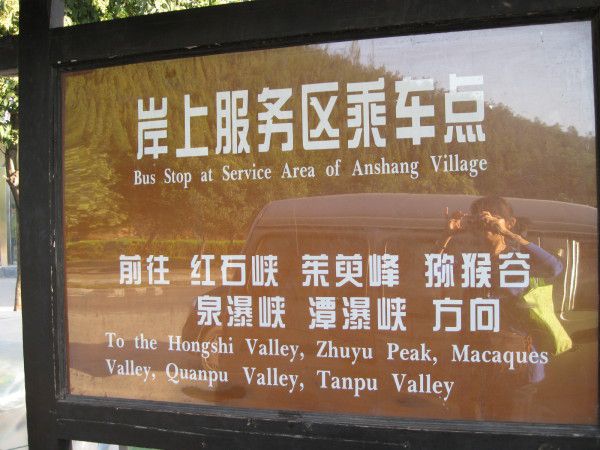 岸上服务区乘车点
Bus Stop at Service Area of Anshang Village
前往 红石峡 茱萸峰 猕猴谷
泉瀑峡 潭瀑峡 方向
To the Hongshi Valley, Zhuyu Peak, Macaques
Valley, Quanpu Valley, Tanpu Valley